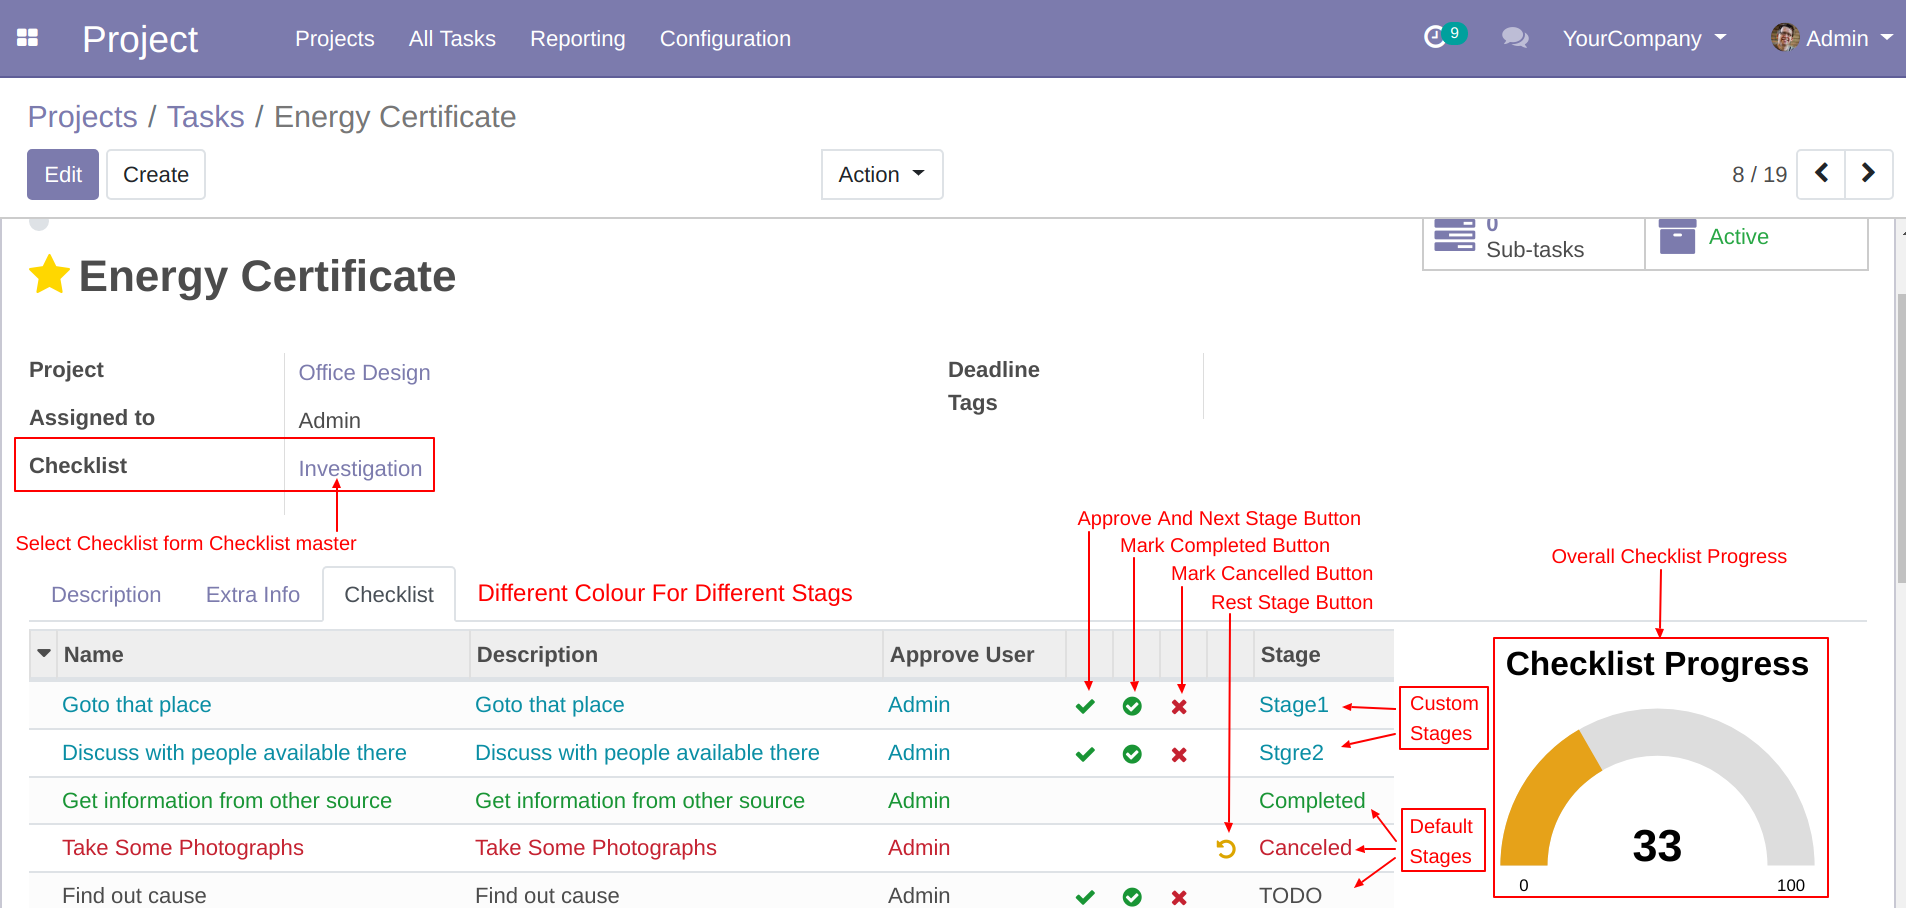 Project Projects All Tasks Reporting Configuration 9 YourCompany Admin
Projects / Tasks / Energy Certificate
Edit Create Action 8 / 19
0
Sub-tasks
Active
Energy Certificate
Project Office Design
Deadline
Tags
Assigned to Admin
Checklist Investigation
Select Checklist form Checklist master
Approve And Next Stage Button
Mark Completed Button
Mark Cancelled Button
Rest Stage Button
Overall Checklist Progress
Description Extra Info Checklist Different Colour For Different Stags
Name Description Approve User Stage
Goto that place Goto that place Admin Stage1
Discuss with people available there Discuss with people available there Admin Stgre2
Get information from other source Get information from other source Admin Completed
Take Some Photographs Take Some Photographs Admin Canceled
Find out cause Find out cause Admin TODO
Custom
Stages
Default
Stages
Checklist Progress
33
0 100